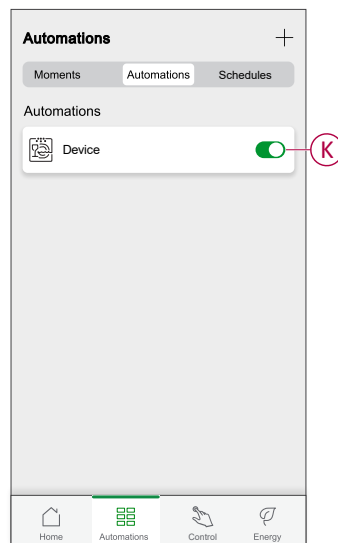 Automations
Moments Automations Schedules
Automations
Device
K
Home Automations Control Energy